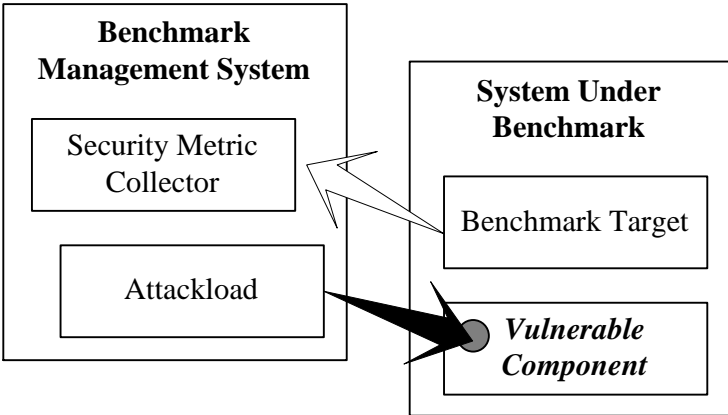 Benchmark
Management System
Security Metric
Collector
Attackload
System Under
Benchmark
Benchmark Target
Vulnerable
Component